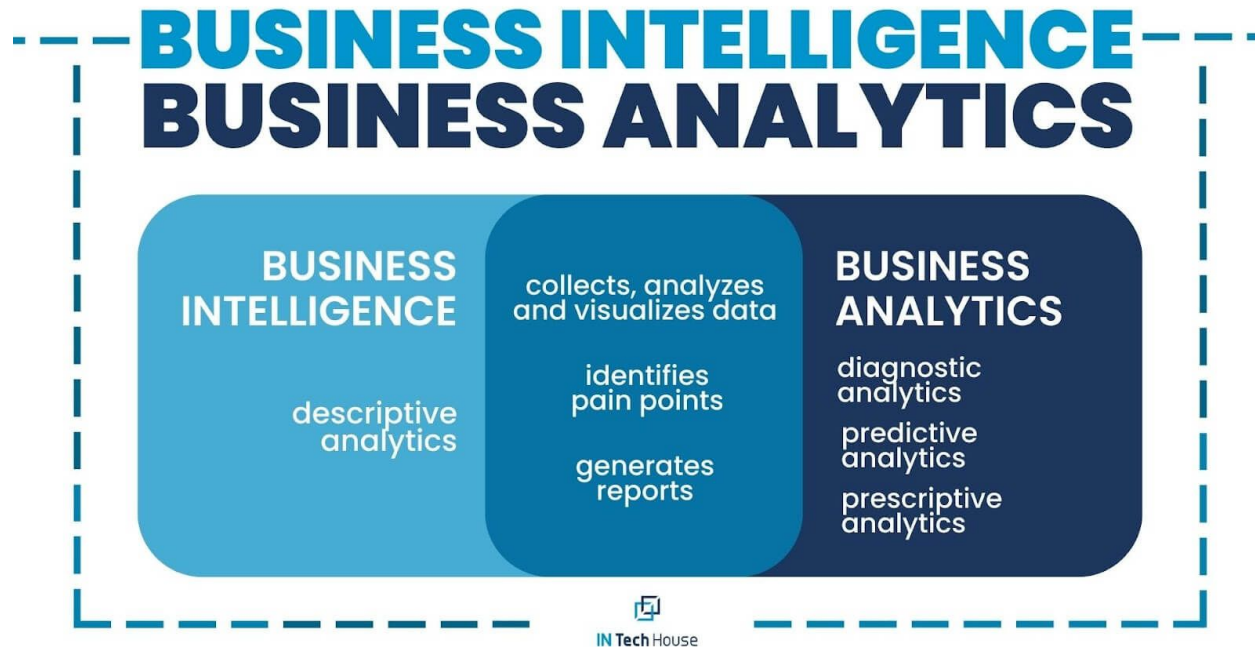 BUSINESS INTELLIGENCE
BUSINESS ANALYTICS
BUSINESS
INTELLIGENCE
descriptive
analytics
collects, analyzes
and visualizes data
identifies
pain points
generates
reports
BUSINESS
ANALYTICS
diagnostic
analytics
predictive
analytics
prescriptive
analytics
IN Tech House